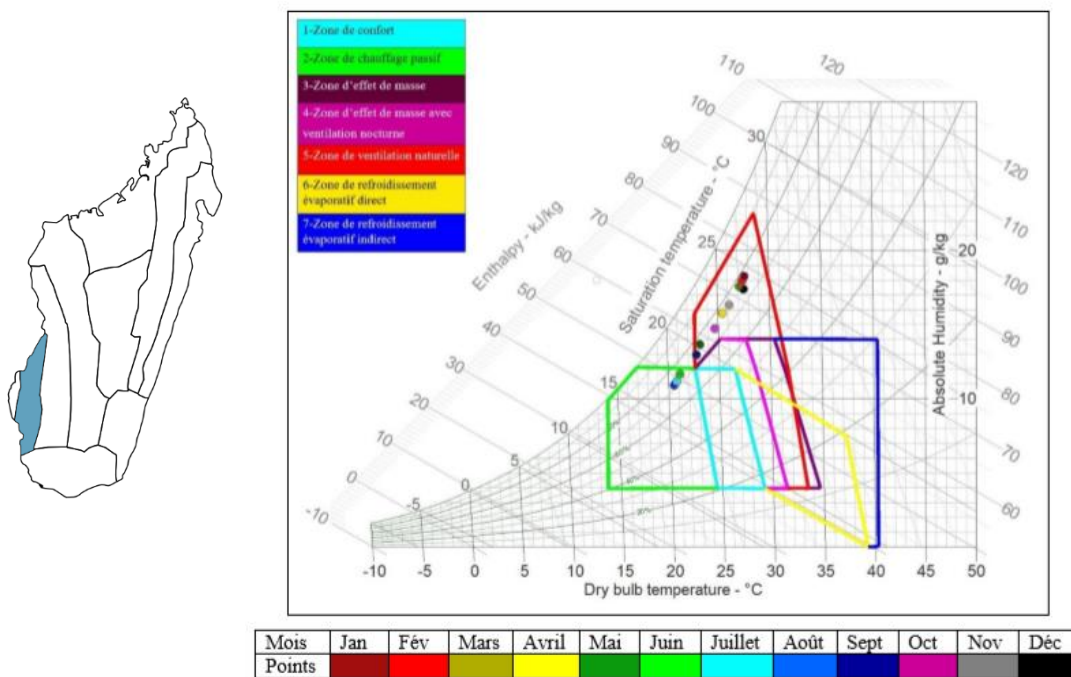 1-Zone de confort
2-Zone de chauffage passif
3-Zone d'effet de masse
4-Zone d'effet de masse avec
ventilation nocturne
5-Zone de ventilation naturelle
6-Zone de refroidissement
évaporatif direct
7-Zone de refroidissement
évaporatif indirect
Enthalpy - kJ/kg
-10
0
10
20
30
40
50
60
70
80
90
100
110
120
Saturation temperature - °C
-5
0
5
10
15
20
25
30
120
110
100
90
80
70
60
Absolute Humidity - g/kg
20
10
-10 -5 0 5 10 15 20 25 30 35 40 45 50
Dry bulb temperature - °C
Mois Jan Fév Mars Avril Mai Juin Juillet Août Sept Oct Nov Déc
Points